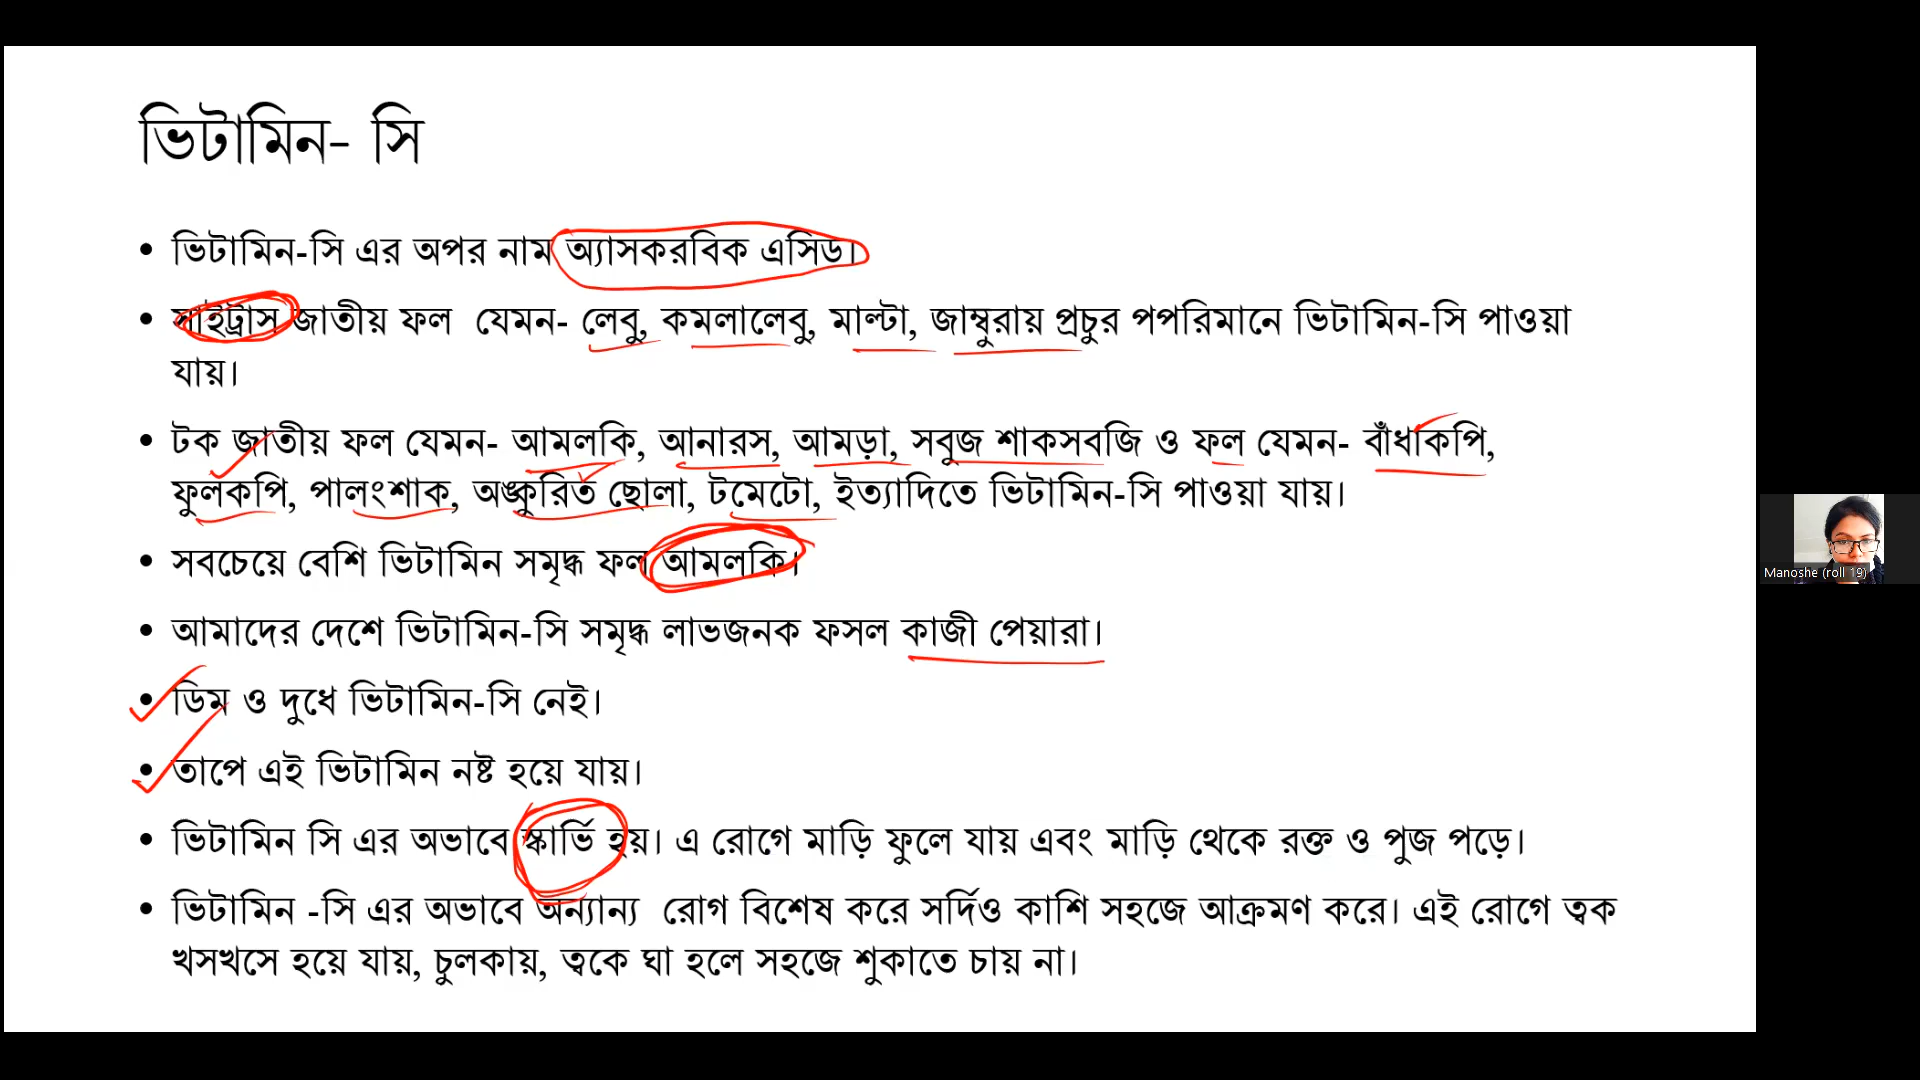 ভিটামিন- সি
• ভিটামিন-সি এর অপর নাম অ্যাসকরবিক এসিড।
• সাইট্রাস জাতীয় ফল যেমন- লেবু, কমলালেবু, মাল্টা, জাম্বুরায় প্রচুর পপরিমানে ভিটামিন-সি পাওয়া
যায়।
• টক জাতীয় ফল যেমন- আমলকি, আনারস, আমড়া, সবুজ শাকসবজি ও ফল যেমন- বাঁধাকপি,
ফুলকপি, পালংশাক, অঙ্কুরিত ছোলা, টমেটো, ইত্যাদিতে ভিটামিন-সি পাওয়া যায়।
• সবচেয়ে বেশি ভিটামিন সমৃদ্ধ ফল আমলকি।
• আমাদের দেশে ভিটামিন-সি সমৃদ্ধ লাভজনক ফসল কাজী পেয়ারা।
• ডিম ও দুধে ভিটামিন-সি নেই।
• তাপে এই ভিটামিন নষ্ট হয়ে যায়।
• ভিটামিন সি এর অভাবে স্কার্ভি হয়। এ রোগে মাড়ি ফুলে যায় এবং মাড়ি থেকে রক্ত ও পুজ পড়ে।
• ভিটামিন -সি এর অভাবে অন্যান্য রোগ বিশেষ করে সর্দিও কাশি সহজে আক্রমণ করে। এই রোগে ত্বক
খসখসে হয়ে যায়, চুলকায়, ত্বকে ঘা হলে সহজে শুকাতে চায় না।
Manoshe (roll 19)